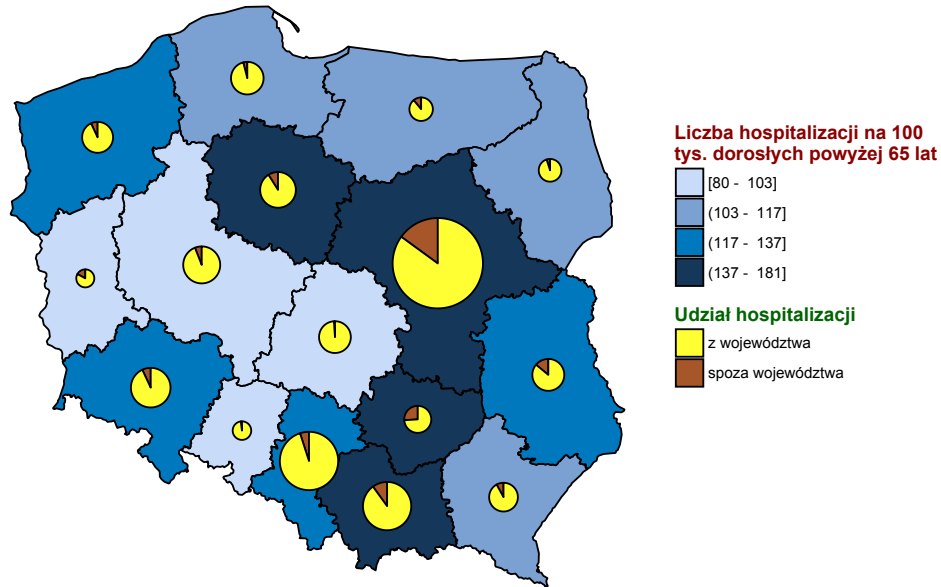 Liczba hospitalizacji na 100
tys. dorosłych powyżej 65 lat
[80 - 103]
(103 - 117]
(117 - 137]
(137 - 181]
Udział hospitalizacji
z województwa
spoza województwa